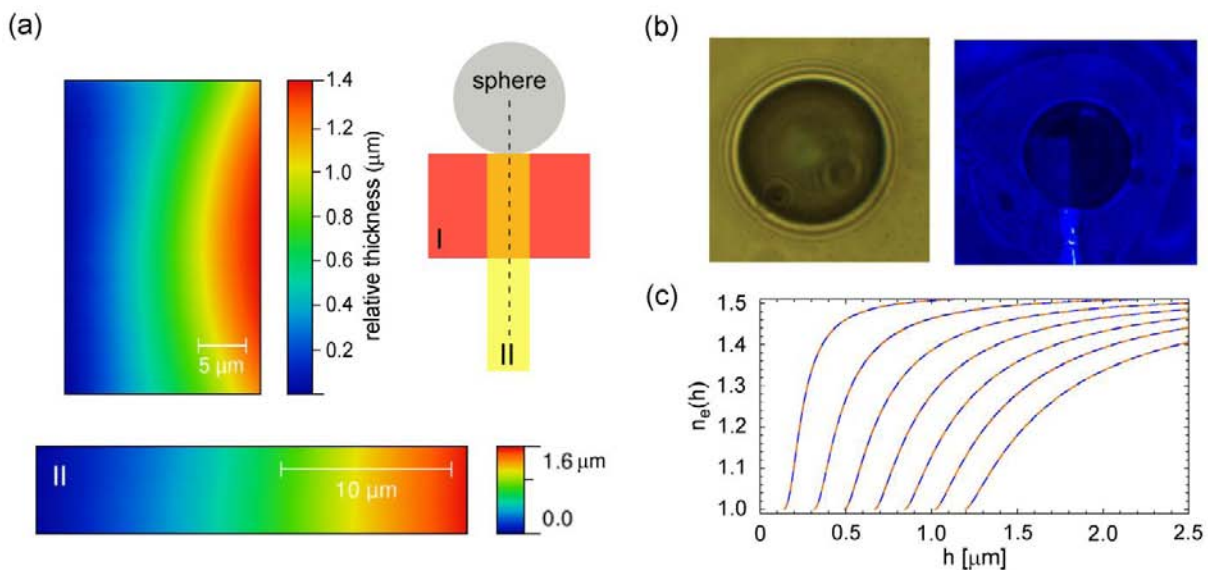 (a)
1.4
1.2
1.0
0.8
0.6
0.4
0.2
relative thickness (μm)
5 μm
sphere
I
II
II
10 μm
1.6 μm
0.0
(b)
(c)
1.5
1.4
1.3
1.2
1.1
1.0
nₑ(h)
0 0.5 1.0 1.5 2.0 2.5
h [μm]